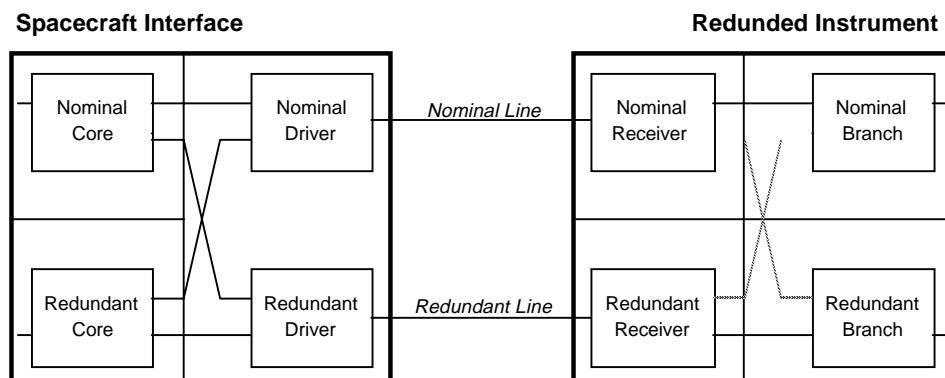 Spacecraft Interface
Redunded Instrument
Nominal
Core
Nominal
Driver
Nominal Line
Nominal
Receiver
Nominal
Branch
Redundant
Core
Redundant
Driver
Redundant Line
Redundant
Receiver
Redundant
Branch